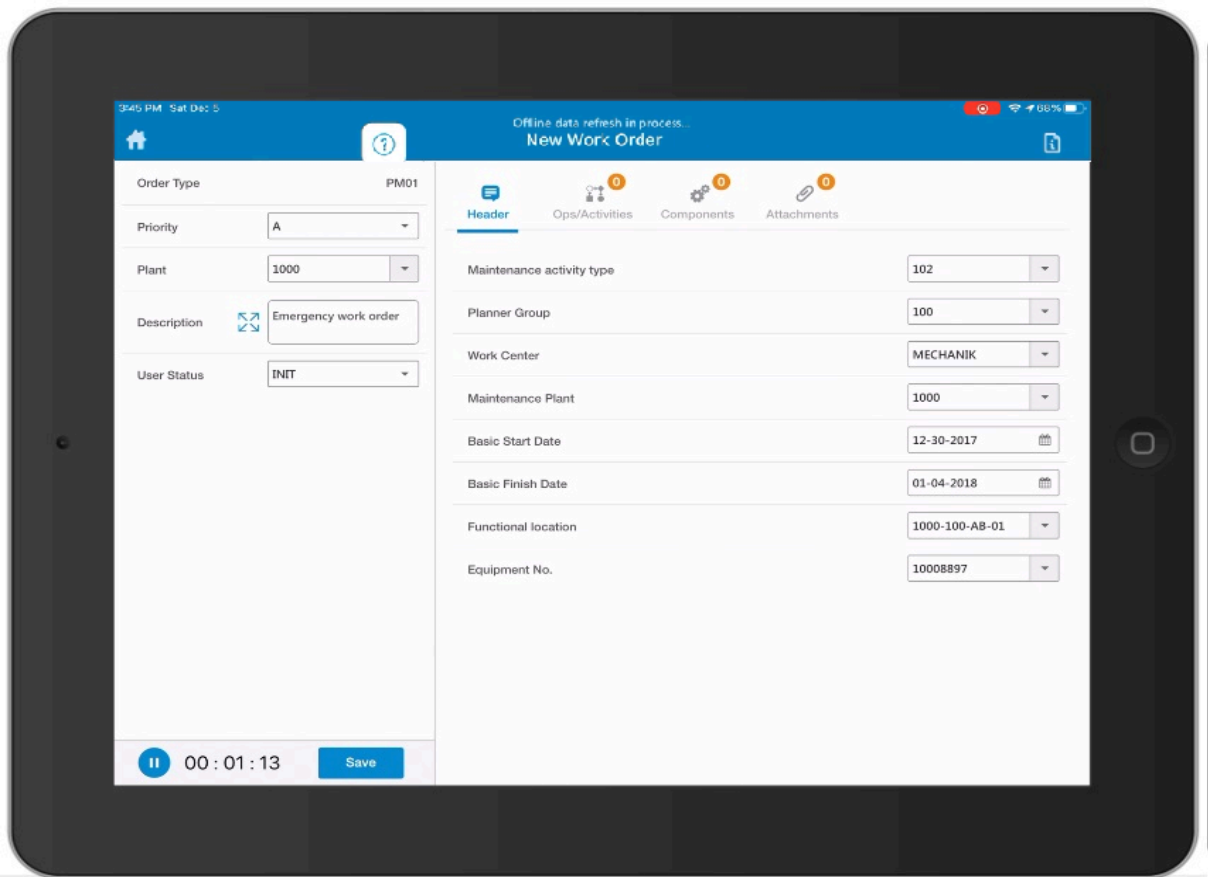 3:45 PM Sat Dec 5
68%
Offline data refresh in process...
New Work Order
Order Type PM01
Priority A
Plant 1000
Description Emergency work order
User Status INIT
00 : 01 : 13 Save
0 0 0
Header Ops/Activities Components Attachments
Maintenance activity type 102
Planner Group 100
Work Center MECHANIK
Maintenance Plant 1000
Basic Start Date 12-30-2017
Basic Finish Date 01-04-2018
Functional location 1000-100-AB-01
Equipment No. 10008897